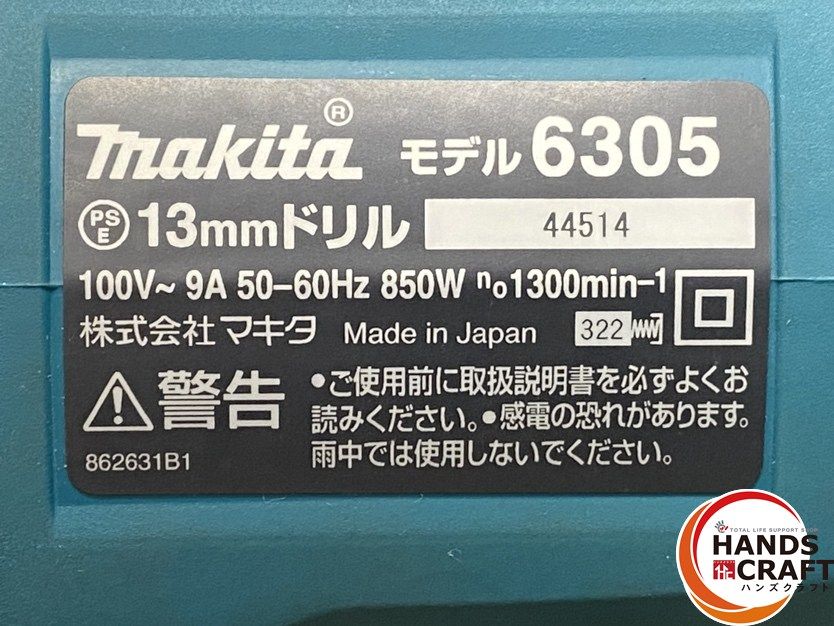 makita® モデル 6305
PS E 13mmドリル 44514
100V~ 9A 50-60Hz 850W no1300min-1
株式会社 マキタ Made in Japan 322
警告
●ご使用前に取扱説明書を必ずよくお
読みください。●感電の恐れがあります。
雨中では使用しないでください。
862631B1
TOTAL LIFE SUPPORT SHOP
HANDS
CRAFT
ハンズクラフト